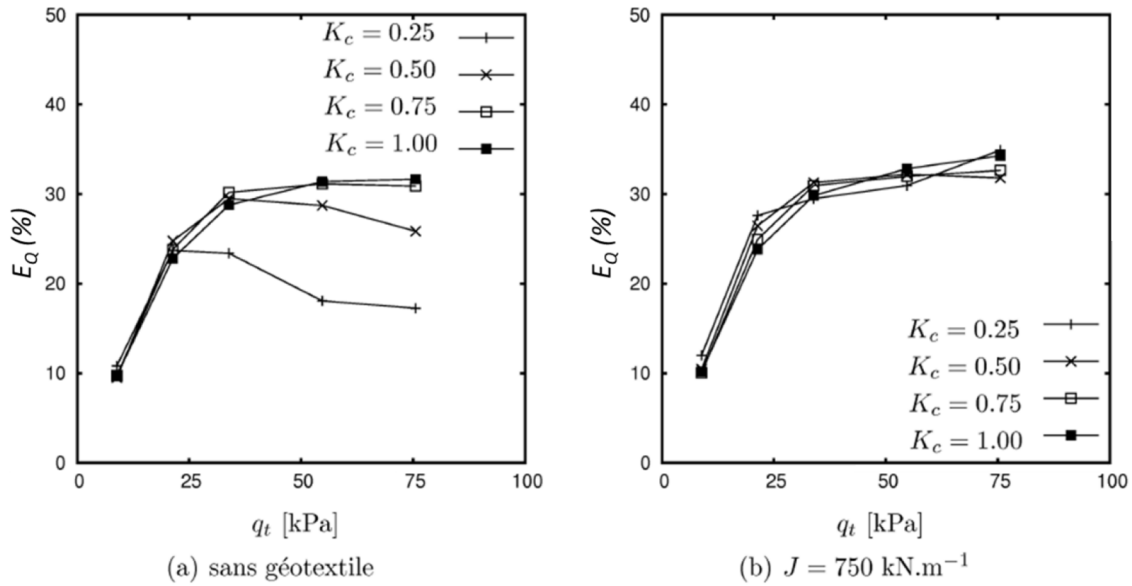 50
40
30
20
10
0
E_Q (%)
K_c = 0.25
K_c = 0.50
K_c = 0.75
K_c = 1.00
0 25 50 75 100
q_t [kPa]
(a) sans géotextile
50
40
30
20
10
0
E_Q (%)
K_c = 0.25
K_c = 0.50
K_c = 0.75
K_c = 1.00
0 25 50 75 100
q_t [kPa]
(b) J = 750 kN.m⁻¹